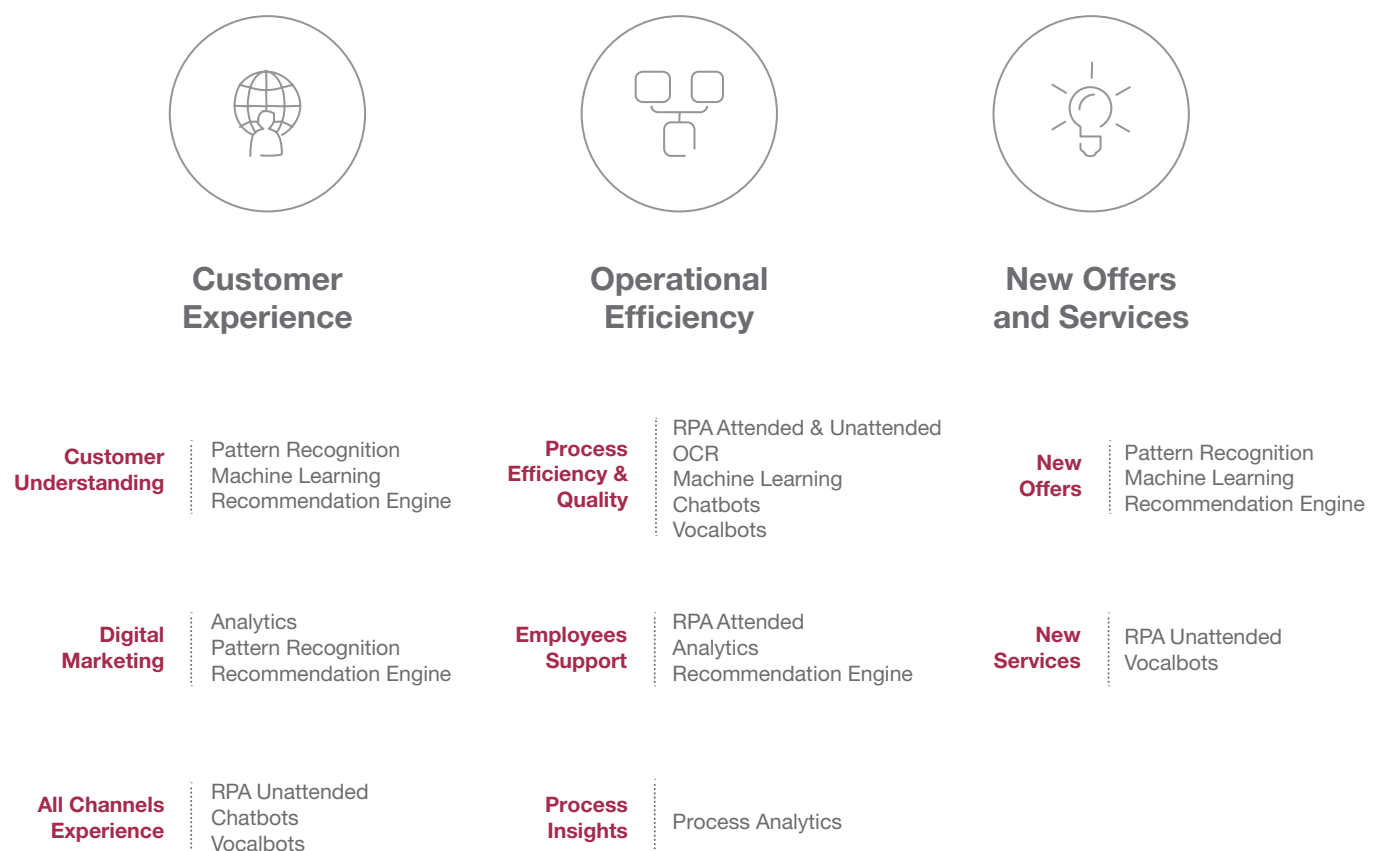 Customer
Experience
Operational
Efficiency
New Offers
and Services
Customer
Understanding
Pattern Recognition
Machine Learning
Recommendation Engine
Process
Efficiency &
Quality
RPA Attended & Unattended
OCR
Machine Learning
Chatbots
Vocalbots
New
Offers
Pattern Recognition
Machine Learning
Recommendation Engine
Digital
Marketing
Analytics
Pattern Recognition
Recommendation Engine
Employees
Support
RPA Attended
Analytics
Recommendation Engine
New
Services
RPA Unattended
Vocalbots
All Channels
Experience
RPA Unattended
Chatbots
Vocalbots
Process
Insights
Process Analytics